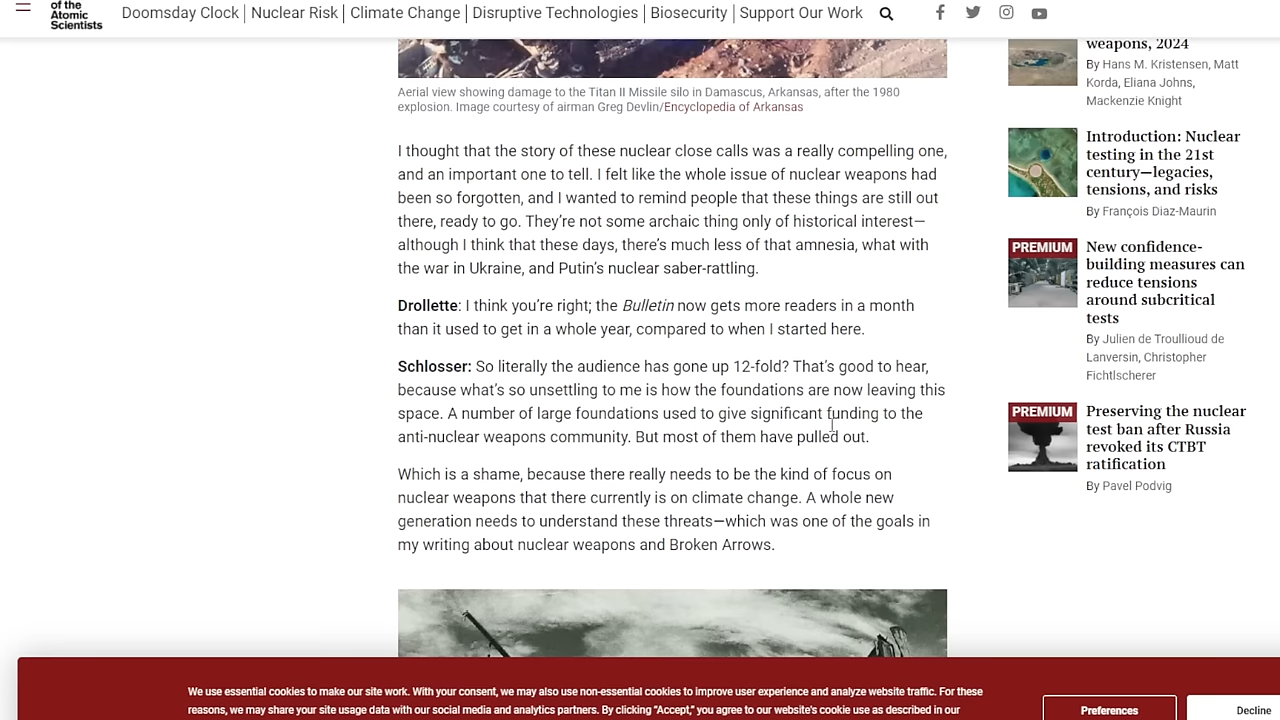 of the
Atomic
Scientists
Doomsday Clock | Nuclear Risk | Climate Change | Disruptive Technologies | Biosecurity | Support Our Work
Aerial view showing damage to the Titan II Missile silo in Damascus, Arkansas, after the 1980
explosion. Image courtesy of airman Greg Devlin/Encyclopedia of Arkansas
I thought that the story of these nuclear close calls was a really compelling one,
and an important one to tell. I felt like the whole issue of nuclear weapons had
been so forgotten, and I wanted to remind people that these things are still out
there, ready to go. They’re not some archaic thing only of historical interest—
although I think that these days, there’s much less of that amnesia, what with
the war in Ukraine, and Putin’s nuclear saber-rattling.
Drollette: I think you’re right; the Bulletin now gets more readers in a month
than it used to get in a whole year, compared to when I started here.
Schlosser: So literally the audience has gone up 12-fold? That’s good to hear,
because what’s so unsettling to me is how the foundations are now leaving this
space. A number of large foundations used to give significant funding to the
anti-nuclear weapons community. But most of them have pulled out.
Which is a shame, because there really needs to be the kind of focus on
nuclear weapons that there currently is on climate change. A whole new
generation needs to understand these threats—which was one of the goals in
my writing about nuclear weapons and Broken Arrows.
weapons, 2024
By Hans M. Kristensen, Matt
Korda, Eliana Johns,
Mackenzie Knight
Introduction: Nuclear
testing in the 21st
century—legacies,
tensions, and risks
By François Diaz-Maurin
PREMIUM
New confidence-
building measures can
reduce tensions
around subcritical
tests
By Julien de Troullioud de
Lanversin, Christopher
Fichtlscherer
PREMIUM
Preserving the nuclear
test ban after Russia
revoked its CTBT
ratification
By Pavel Podvig
We use essential cookies to make our site work. With your consent, we may also use non-essential cookies to improve user experience and analyze website traffic. For these
reasons, we may share your site usage data with our social media and analytics partners. By clicking “Accept,” you agree to our website's cookie use as described in our
Preferences
Decline